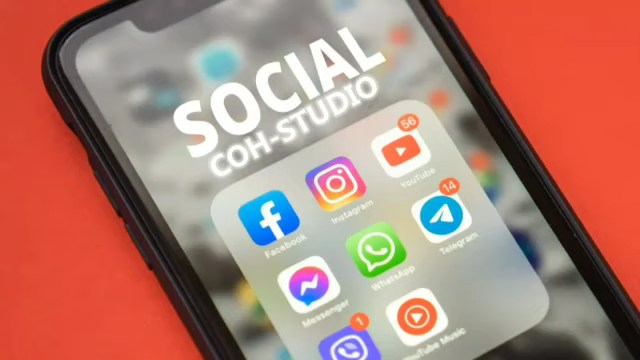 SOCIAL
COH-STUDIO
56
YouTube
Instagram
Facebook
14
Telegram
WhatsApp
Messenger
1
YouTube Music